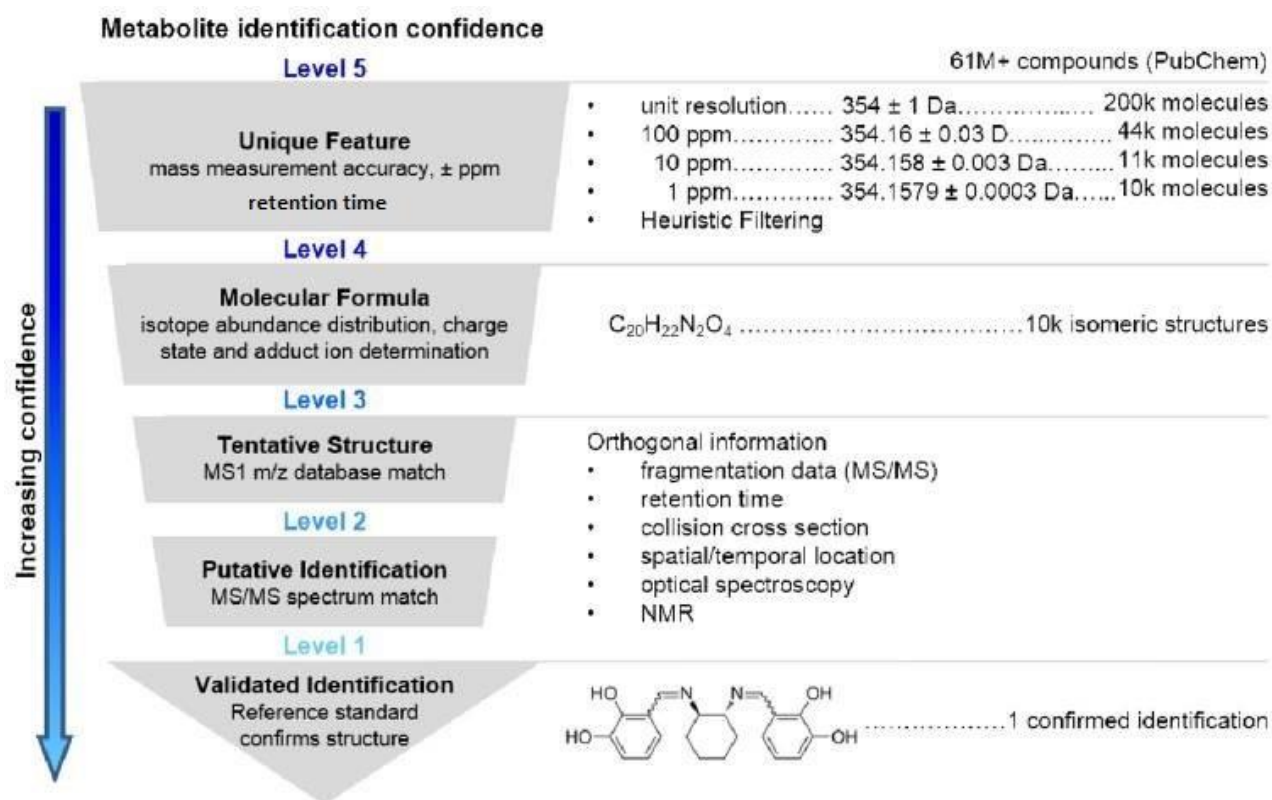 Metabolite identification confidence
61M+ compounds (PubChem)
Level 5
Unique Feature
mass measurement accuracy, ± ppm
retention time
• unit resolution...... 354 ± 1 Da.................. 200k molecules
• 100 ppm............. 354.16 ± 0.03 D.............. 44k molecules
• 10 ppm............. 354.158 ± 0.003 Da......... 11k molecules
• 1 ppm............. 354.1579 ± 0.0003 Da...... 10k molecules
• Heuristic Filtering
Level 4
Molecular Formula
isotope abundance distribution, charge
state and adduct ion determination
C₂₀H₂₂N₂O₄ ........................................ 10k isomeric structures
Level 3
Tentative Structure
MS1 m/z database match
Level 2
Putative Identification
MS/MS spectrum match
Orthogonal information
• fragmentation data (MS/MS)
• retention time
• collision cross section
• spatial/temporal location
• optical spectroscopy
• NMR
Level 1
Validated Identification
Reference standard
confirms structure
HO N N OH
HO OH
.....................1 confirmed identification
Increasing confidence